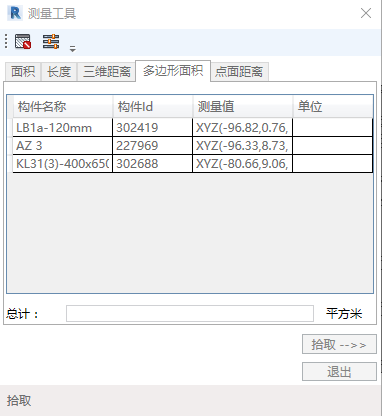 测量工具
面积 长度 三维距离 多边形面积 点面距离
构件名称 构件Id 测量值 单位
LB1a-120mm 302419 XYZ(-96.82,0.76,
AZ 3 227969 XYZ(-96.33,8.73,
KL31(3)-400x650 302688 XYZ(-80.66,9.06,
总计： 平方米
拾取 -->>
退出
拾取